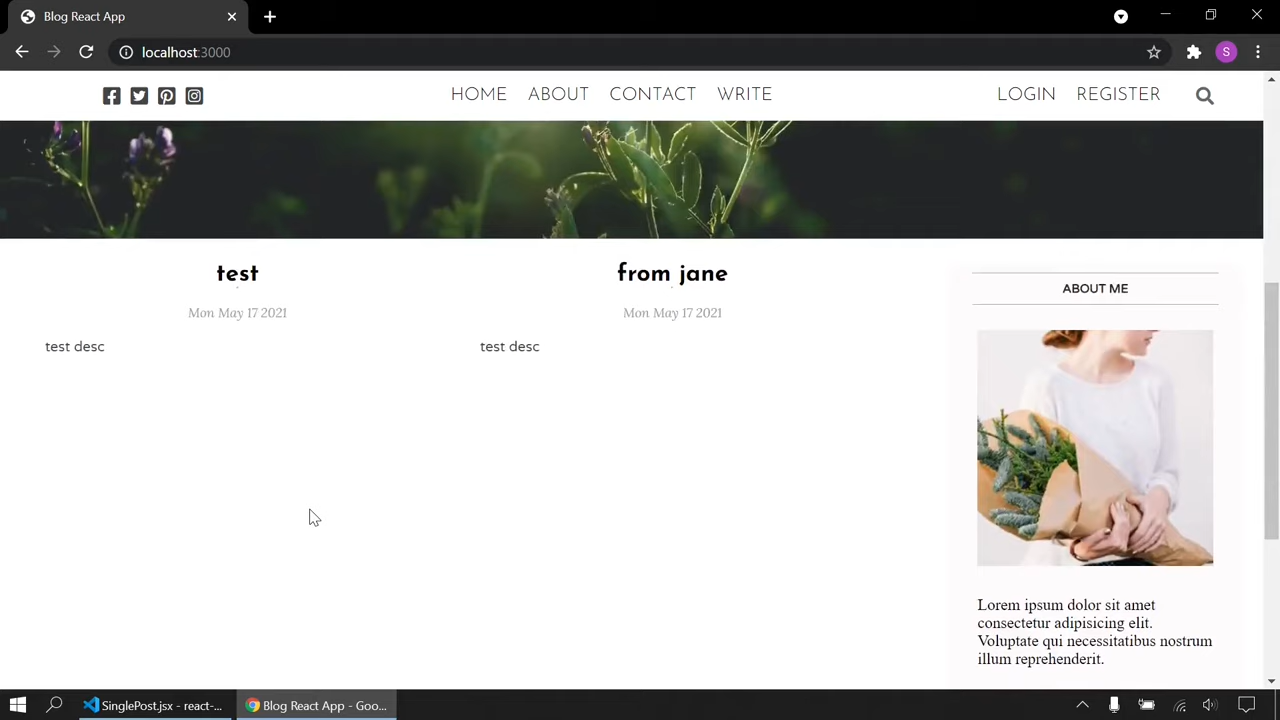 Blog React App
localhost:3000
S
HOME ABOUT CONTACT WRITE
LOGIN REGISTER
test
Mon May 17 2021
test desc
from jane
Mon May 17 2021
test desc
ABOUT ME
Lorem ipsum dolor sit amet
consectetur adipisicing elit.
Voluptate qui necessitatibus nostrum
illum reprehenderit.
SinglePost.jsx - react-...
Blog React App - Goo...